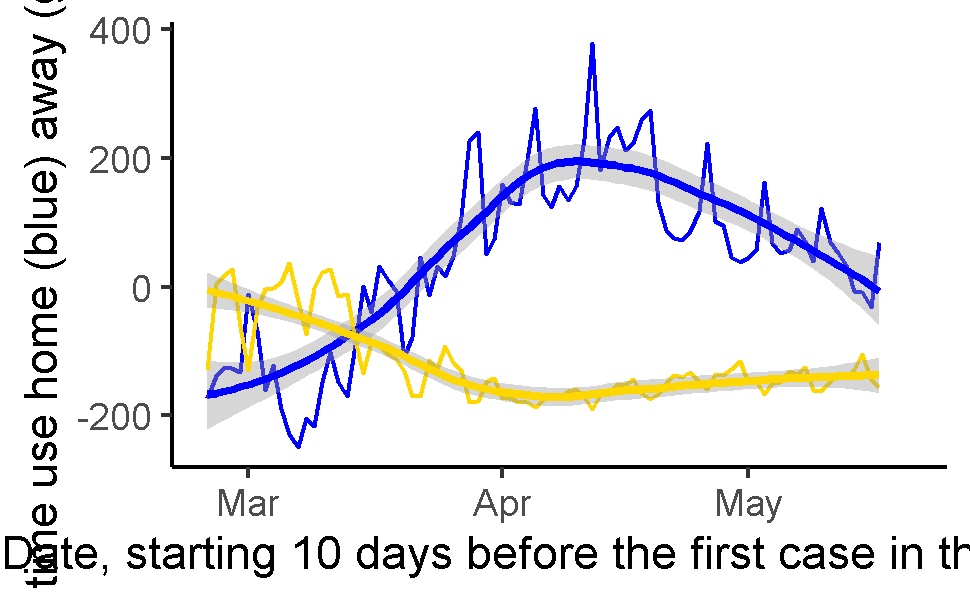 time use home (blue) away (
400
200
0
-200
Mar Apr May
Date, starting 10 days before the first case in th